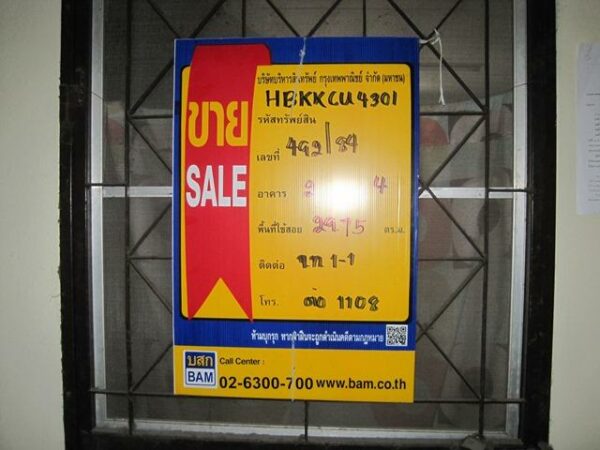 บริษัทบริหารสินทรัพย์ กรุงเทพพาณิชย์ จำกัด (มหาชน)
HBKKCU4301
รหัสทรัพย์สิน
ขาย
SALE
เลขที่ 492/84
อาคาร 2 4
พื้นที่ใช้สอย 29.75 ตร.ม.
ติดต่อ 1-1
โทร. ต่อ 1108
ห้ามบุกรุก หากฝ่าฝืนจะถูกดำเนินคดีตามกฎหมาย
บสก
BAM
Call Center :
02-6300-700 www.bam.co.th